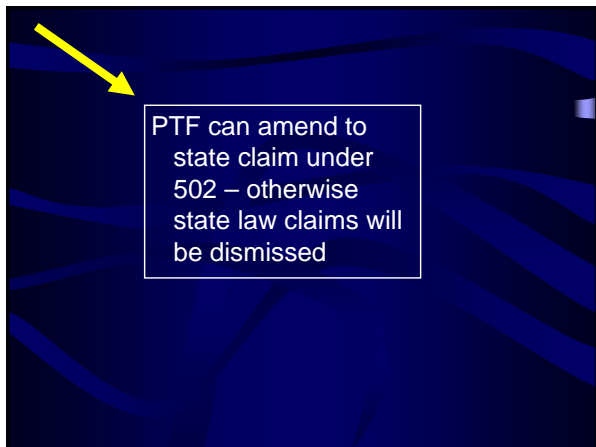 PTF can amend to
state claim under
502 – otherwise
state law claims will
be dismissed